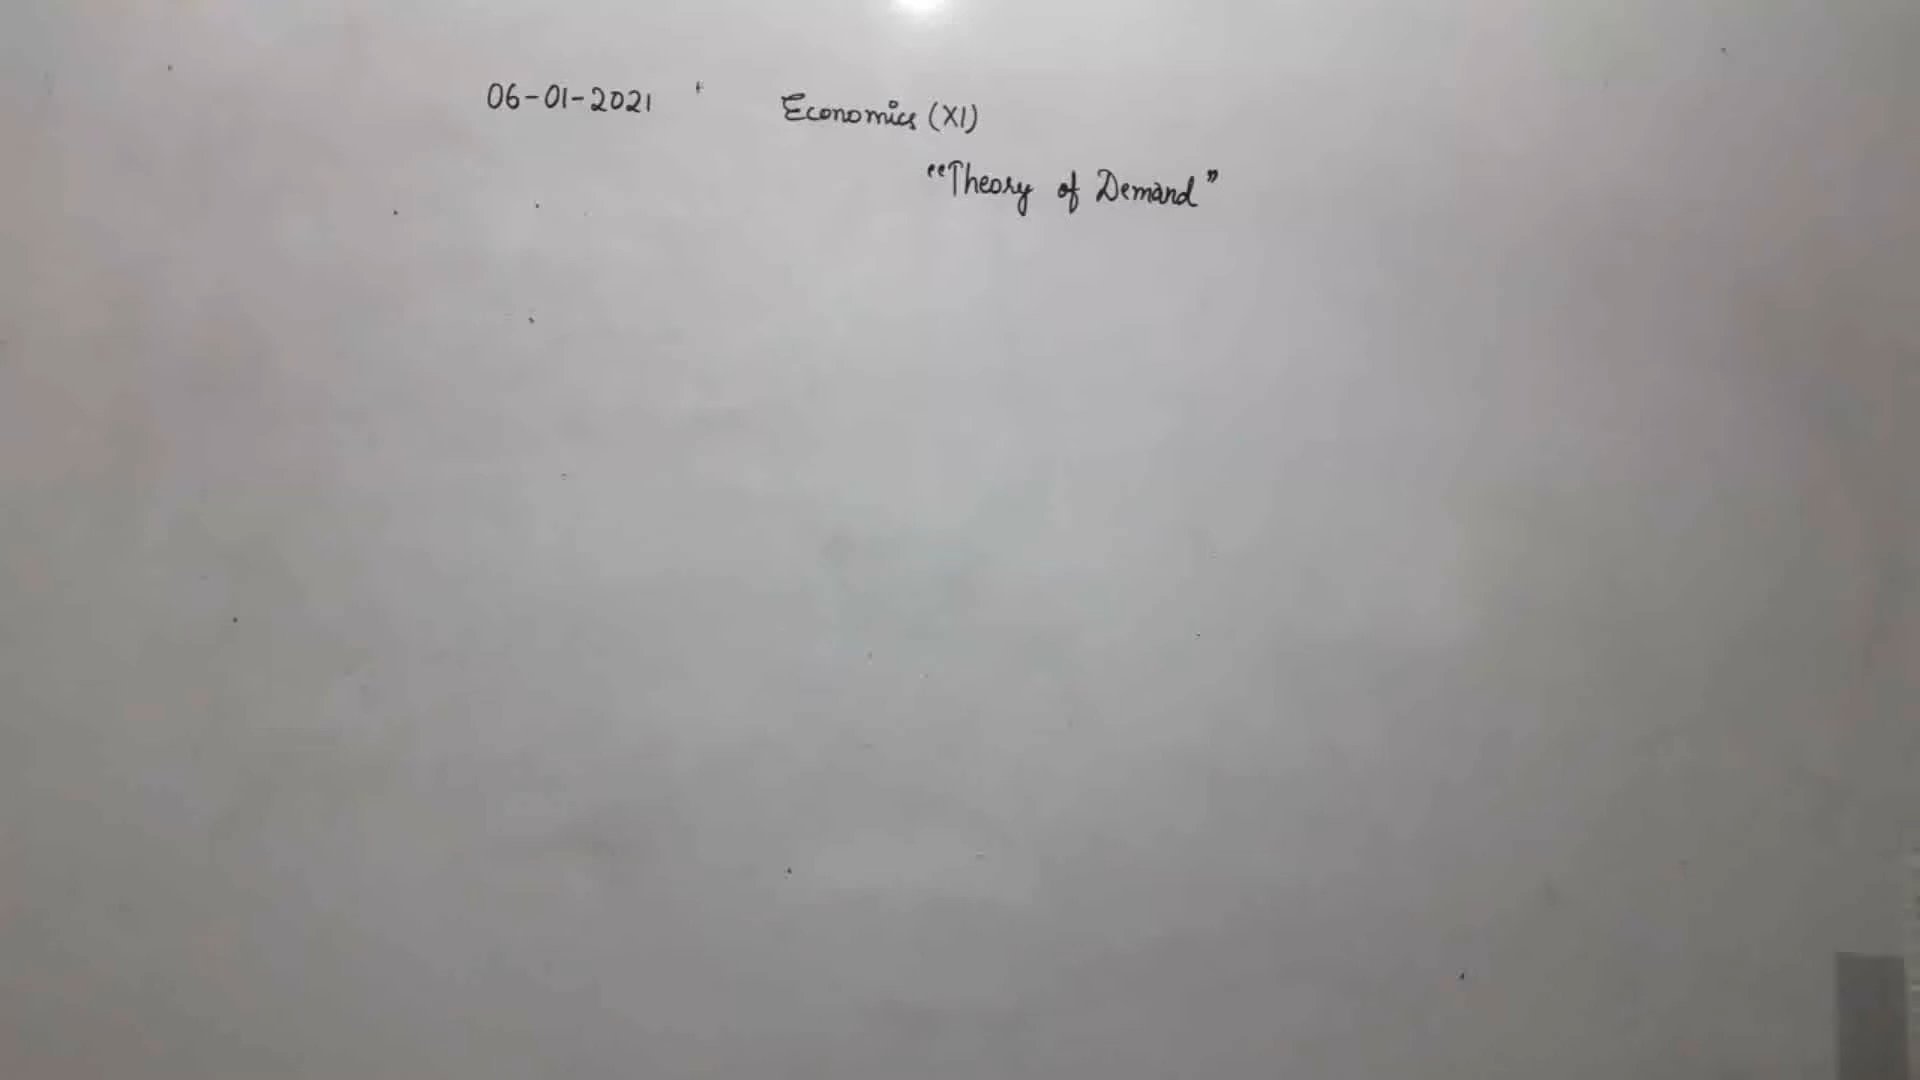 06-01-2021 Economics (XI)
"Theory of Demand"